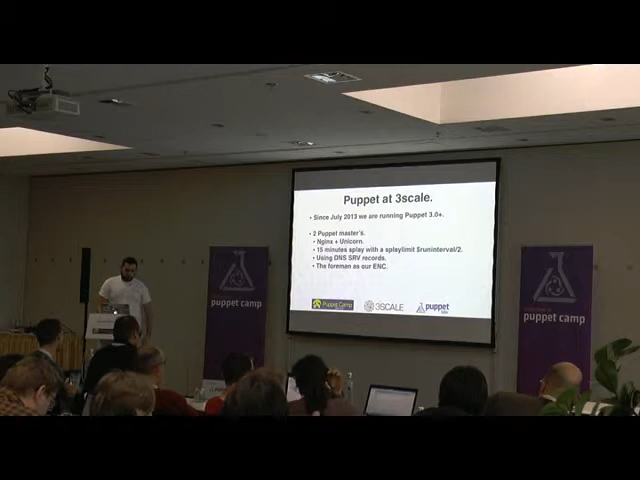 Puppet at 3scale.
• Since July 2013 we are running Puppet 3.0+.
• 2 Puppet master's.
• Nginx + Unicorn.
• 15 minutes splay with a splaylimit $runinterval/2.
• Using DNS SRV records.
• The foreman as our ENC.
Puppet Camp
3SCALE
puppet
labs
puppet camp
puppet camp